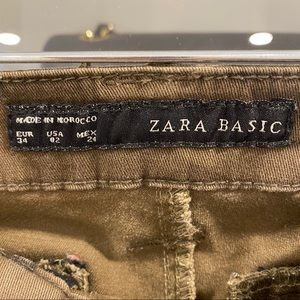 MADE IN MOROCCO
EUR USA MEX
34 02 24
ZARA BASIC